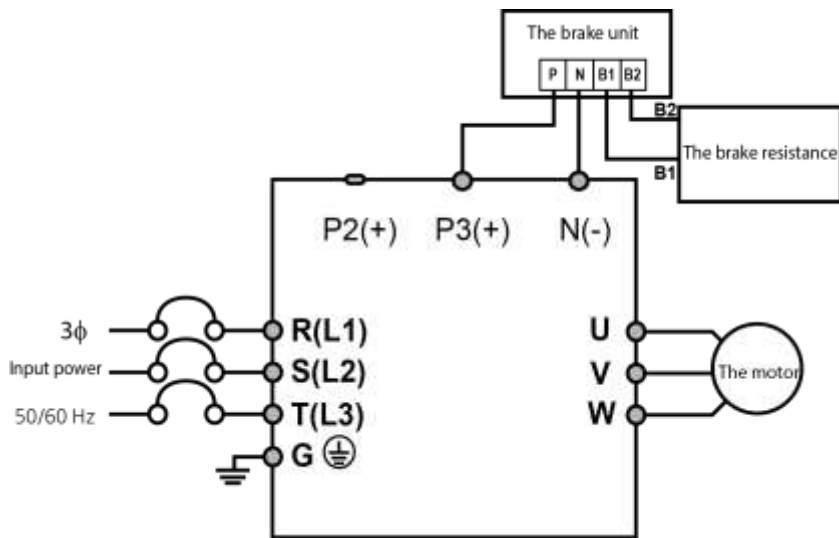 The brake unit
P N B1 B2
B2
The brake resistance
B1
P2(+) P3(+) N(-)
3ϕ
R(L1)
U
Input power
S(L2)
V
The motor
50/60 Hz
T(L3)
W
G